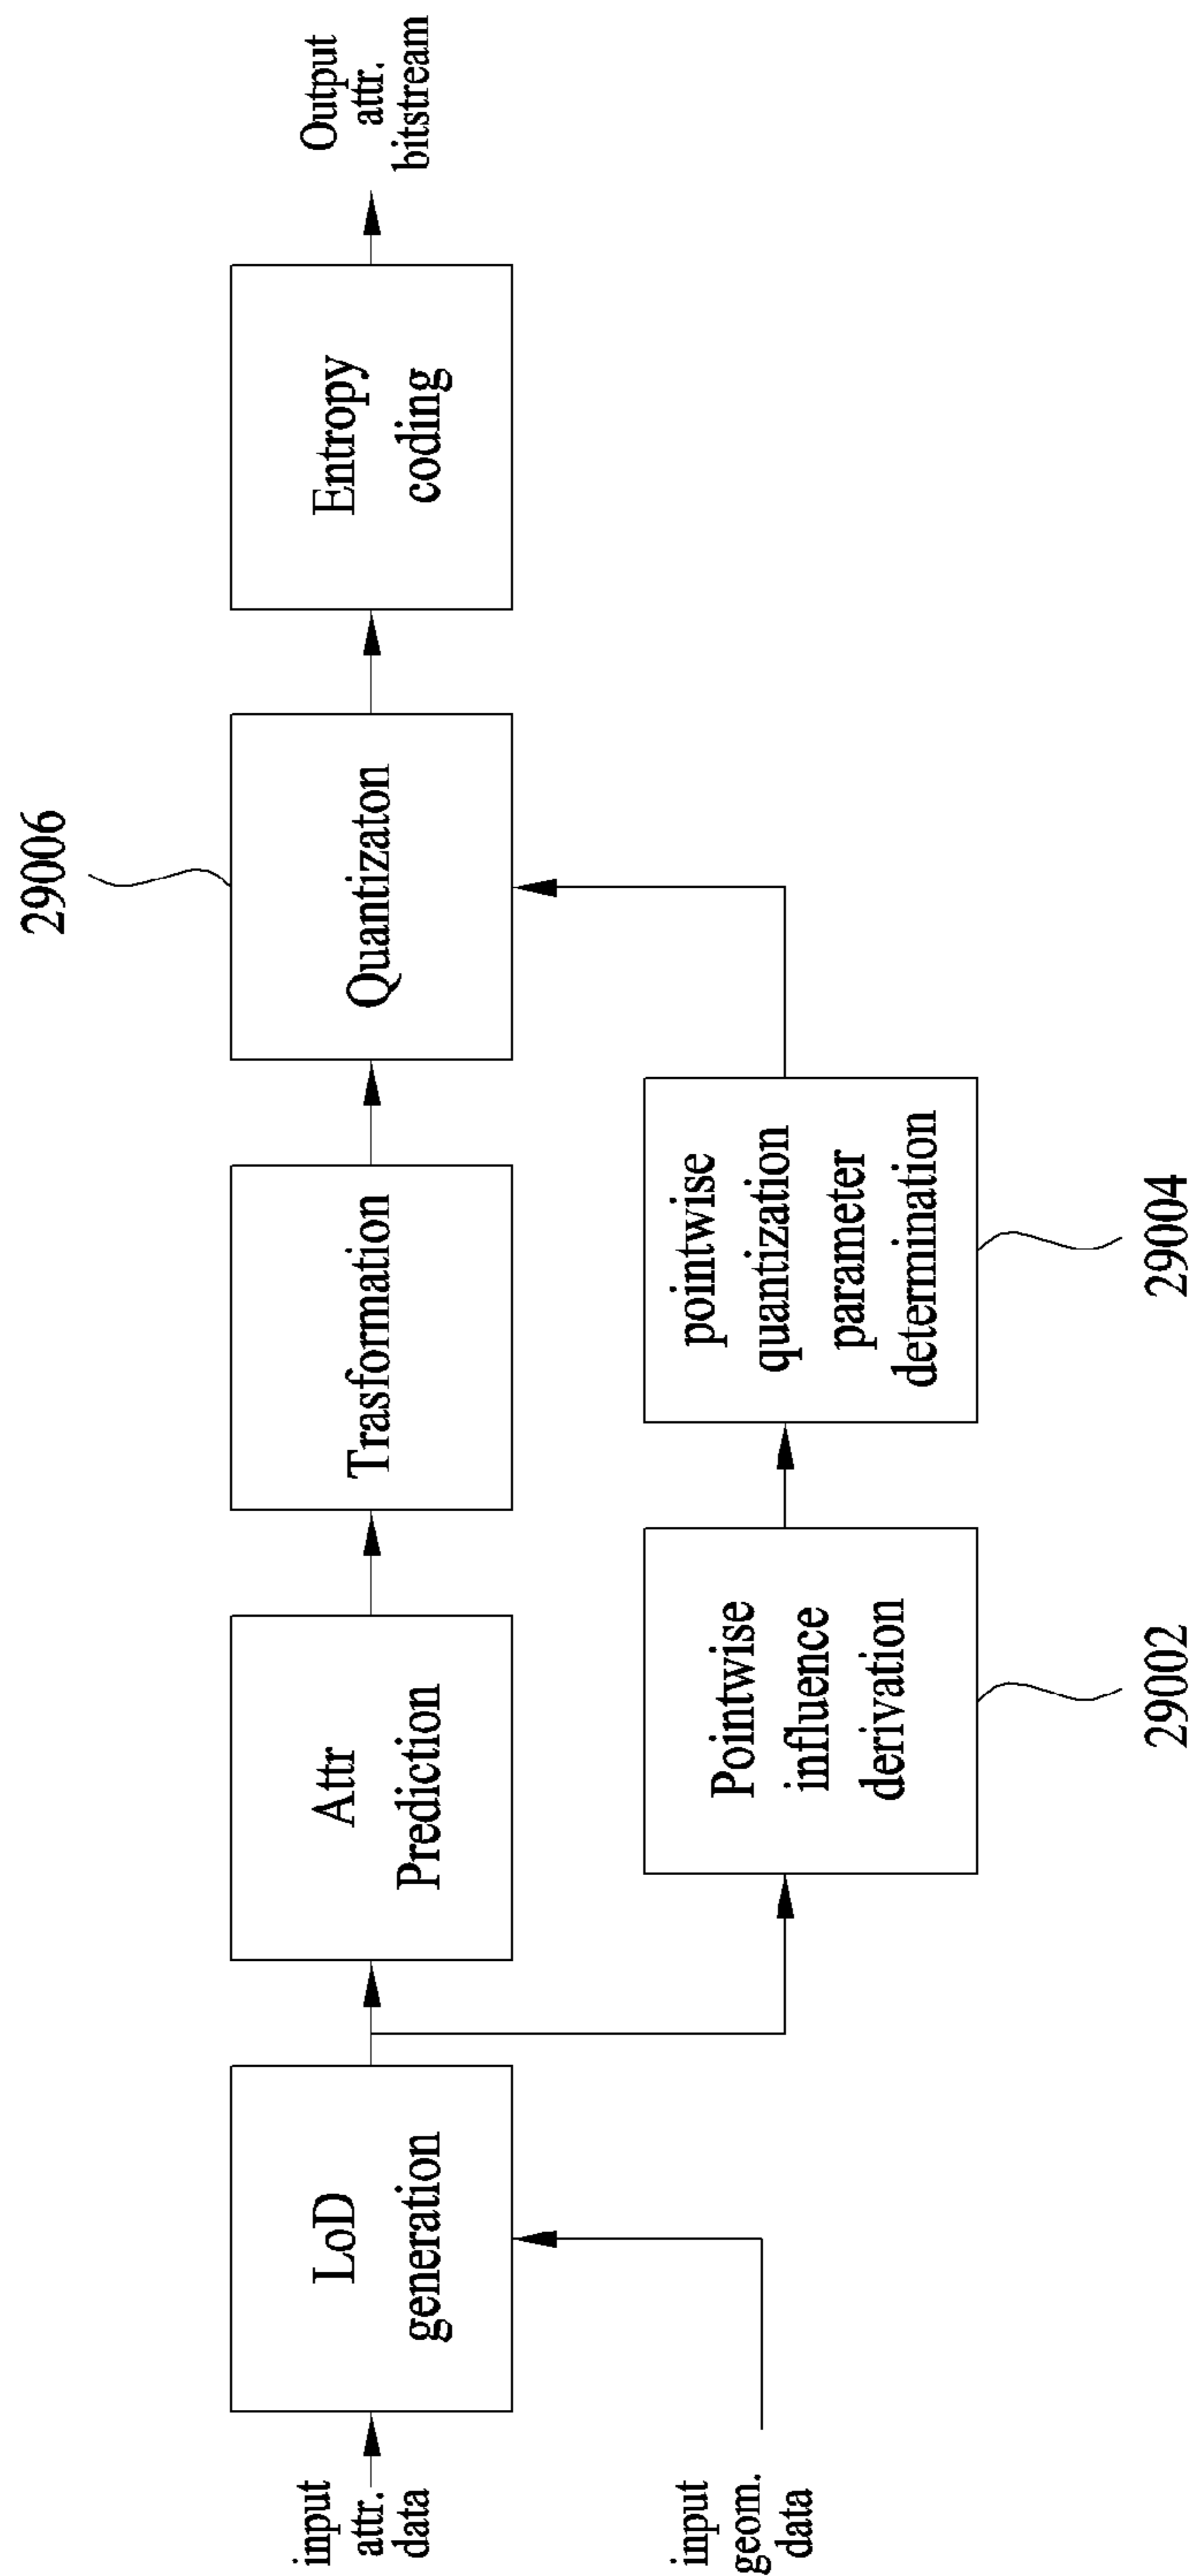 input
attr.
data
LoD
generation
Attr
Prediction
Trasformation
Quantizaton
29006
Entropy
coding
Output
attr.
bitstream
input
geom.
data
Pointwise
influence
derivation
29002
pointwise
quantization
parameter
determination
29004